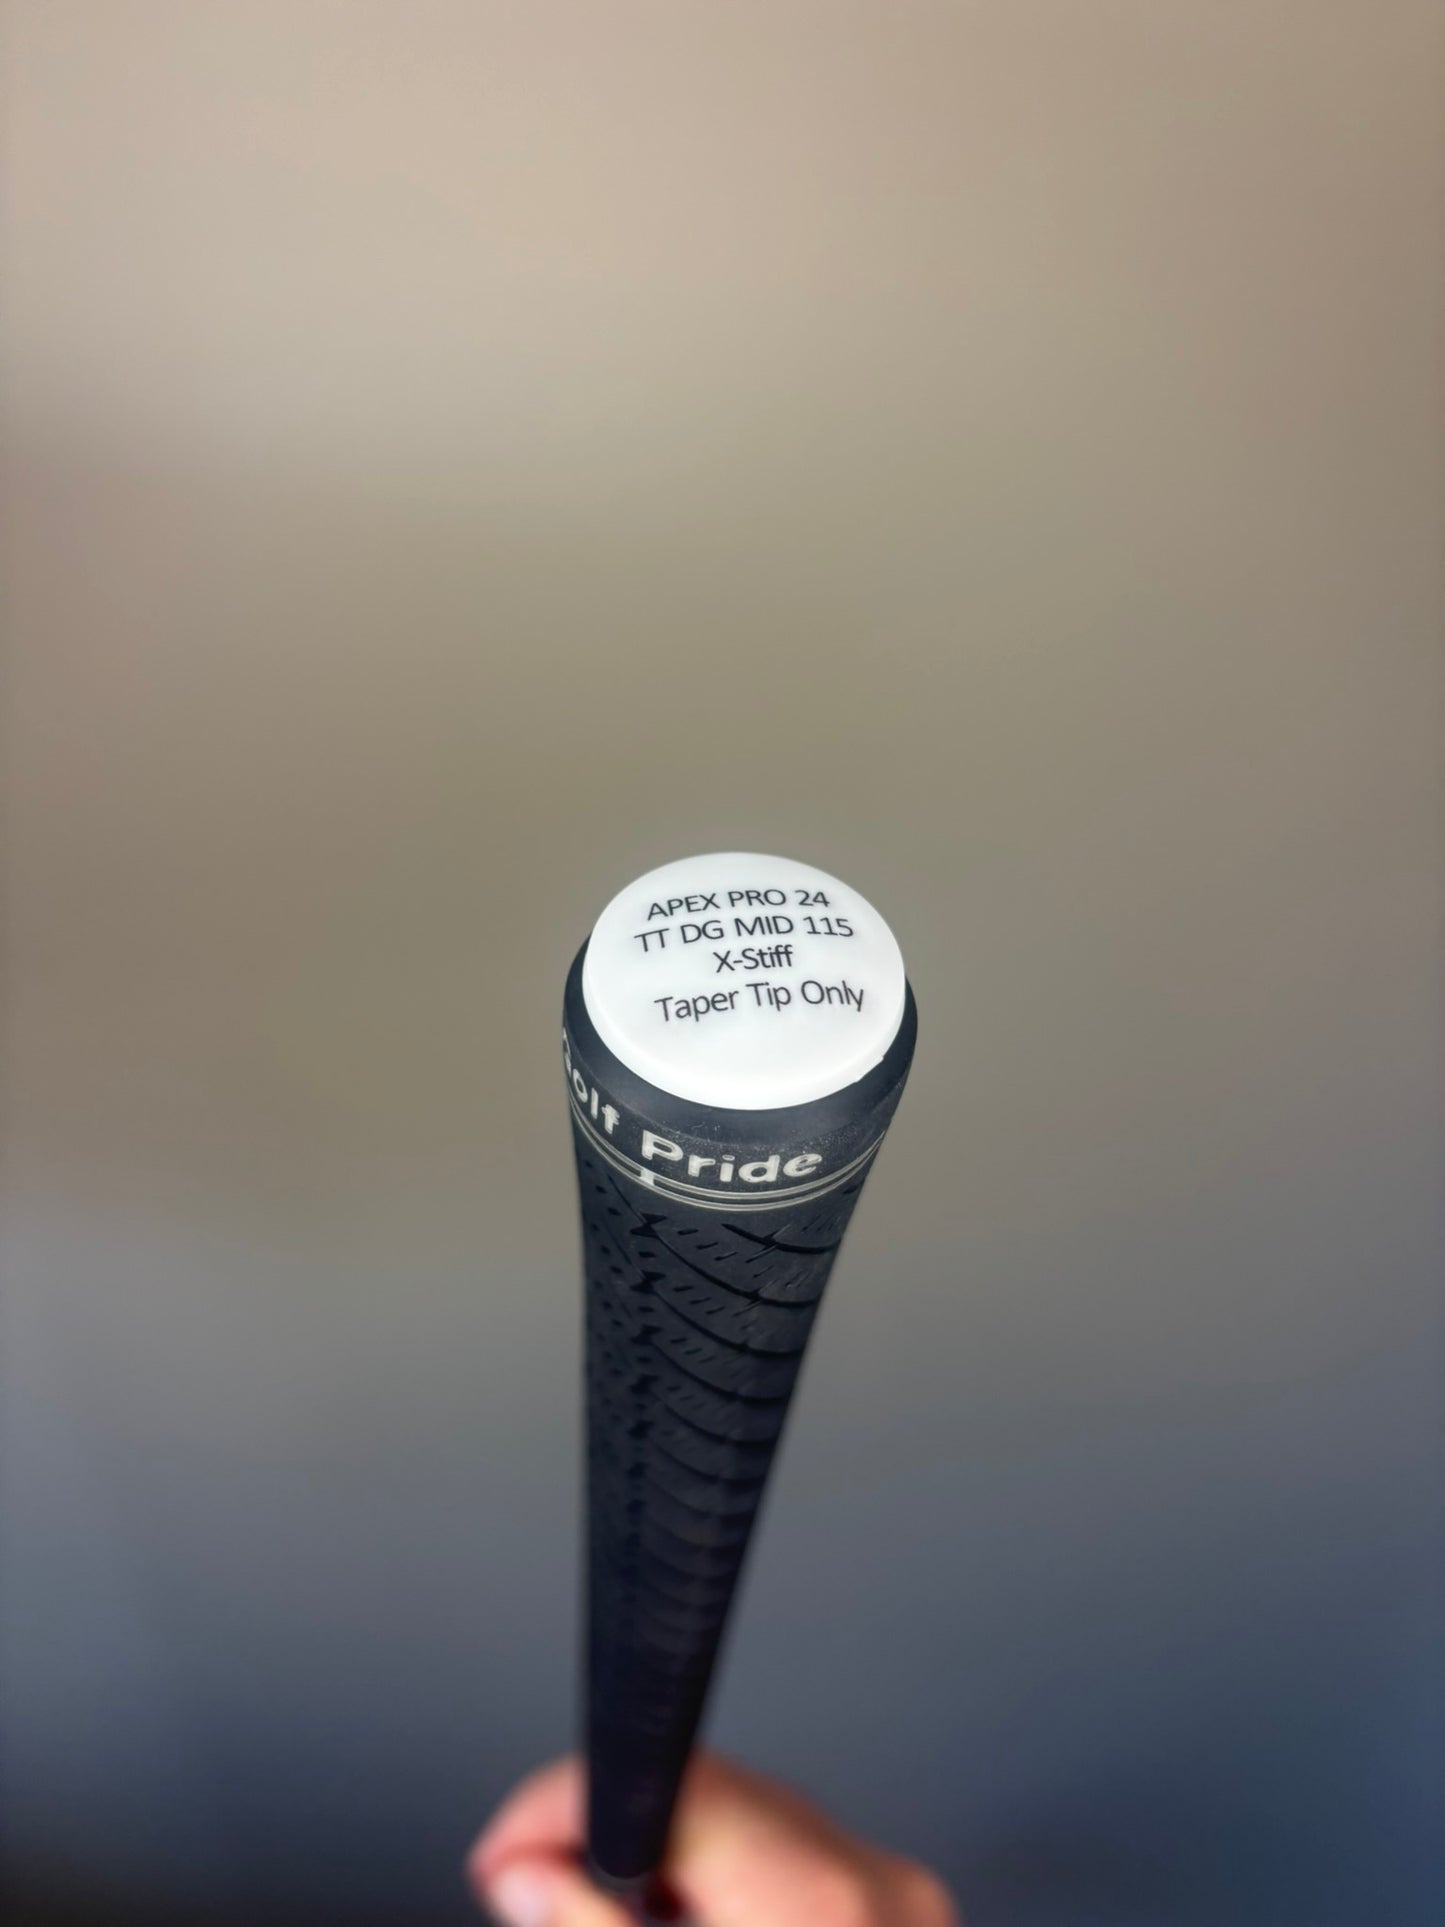 APEX PRO 24
TT DG MID 115
X-Stiff
Taper Tip Only
Golf Pride